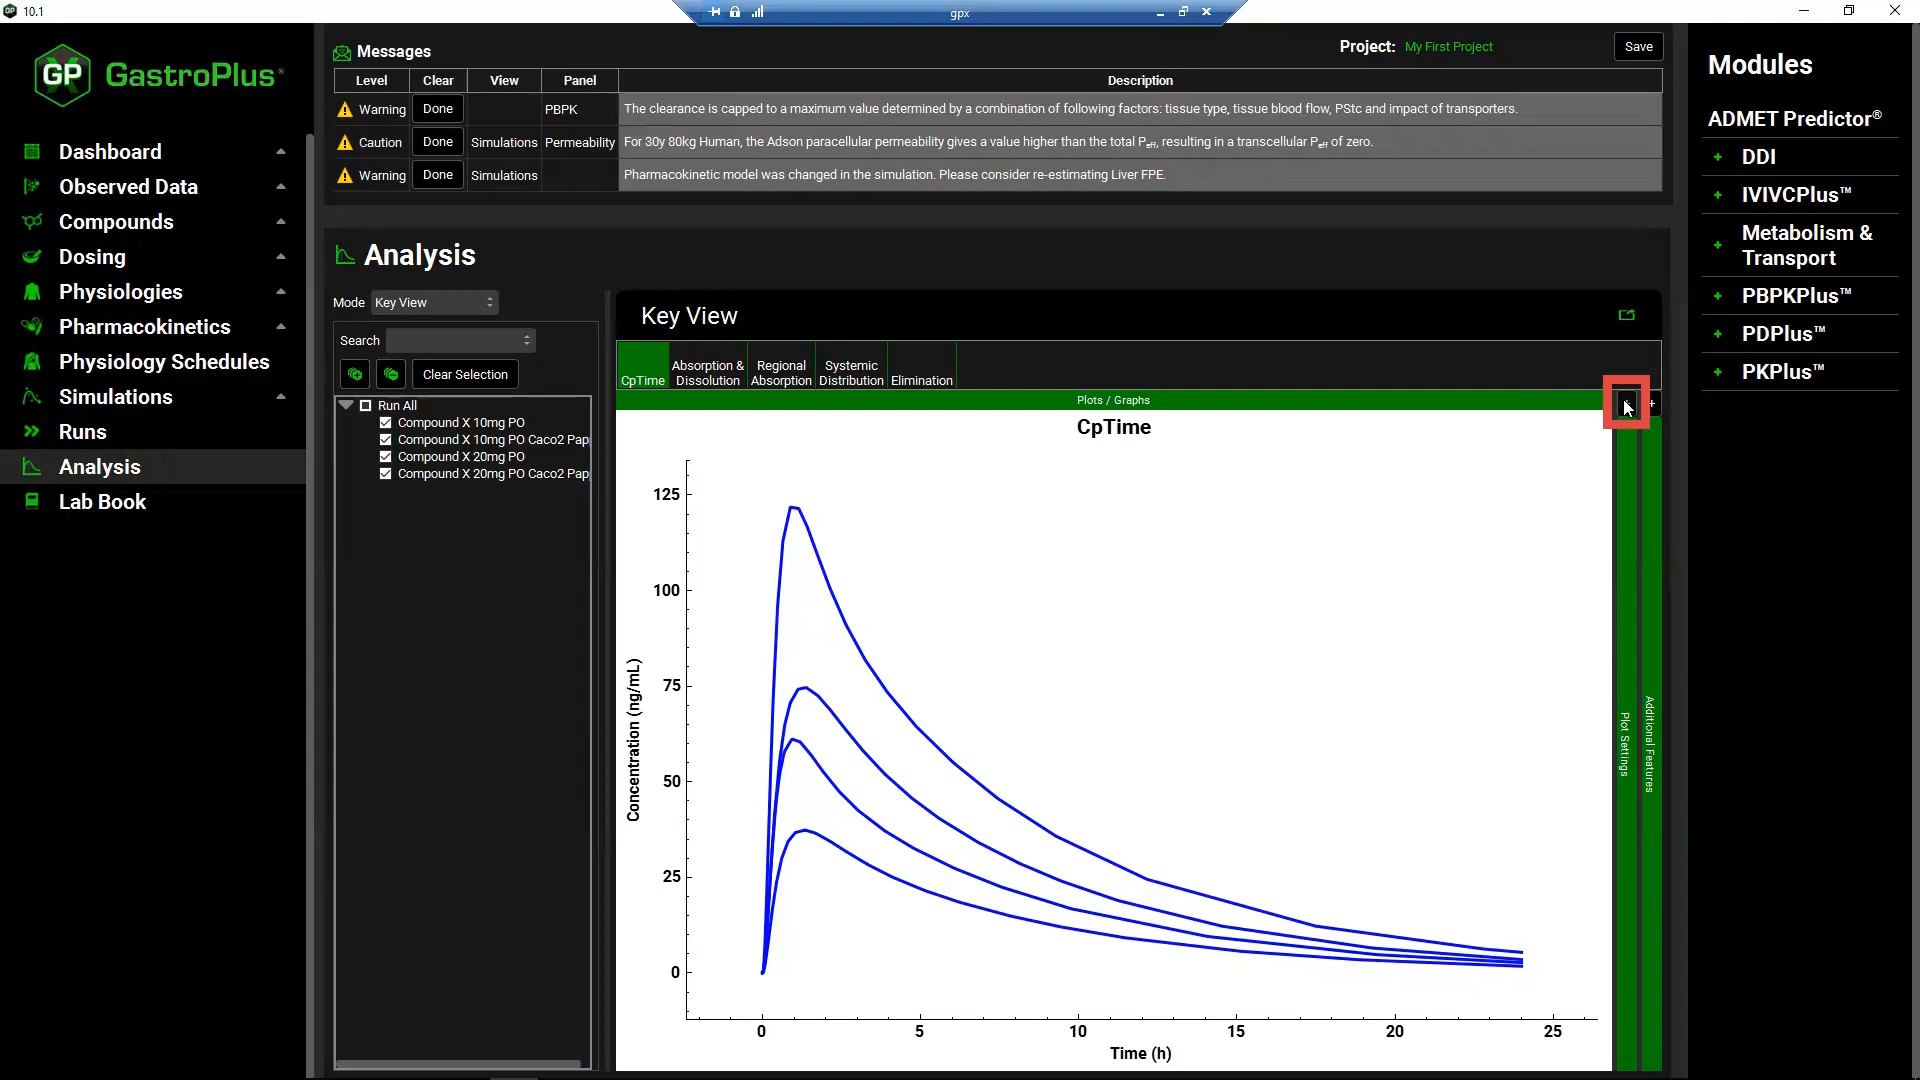 10.1
gpx
GP GastroPlus®
Dashboard
Observed Data
Compounds
Dosing
Physiologies
Pharmacokinetics
Physiology Schedules
Simulations
Runs
Analysis
Lab Book
Messages
Project: My First Project
Save
Level Clear View Panel Description
Warning Done PBPK The clearance is capped to a maximum value determined by a combination of following factors: tissue type, tissue blood flow, PStc and impact of transporters.
Caution Done Simulations Permeability For 30y 80kg Human, the Adson paracellular permeability gives a value higher than the total Peff, resulting in a transcellular Peff of zero.
Warning Done Simulations Pharmacokinetic model was changed in the simulation. Please consider re-estimating Liver FPE.
Analysis
Mode Key View
Search
Clear Selection
Run All
Compound X 10mg PO
Compound X 10mg PO Caco2 Pap
Compound X 20mg PO
Compound X 20mg PO Caco2 Pap
Key View
CpTime
Absorption &
Dissolution
Regional
Absorption
Systemic
Distribution
Elimination
Plots / Graphs
+
CpTime
Concentration (ng/mL)
125
100
75
50
25
0
0 5 10 15 20 25
Time (h)
Plot Settings
Additional Features
Modules
ADMET Predictor®
+ DDI
+ IVIVCPlus™
+ Metabolism &
Transport
+ PBPKPlus™
+ PDPlus™
+ PKPlus™